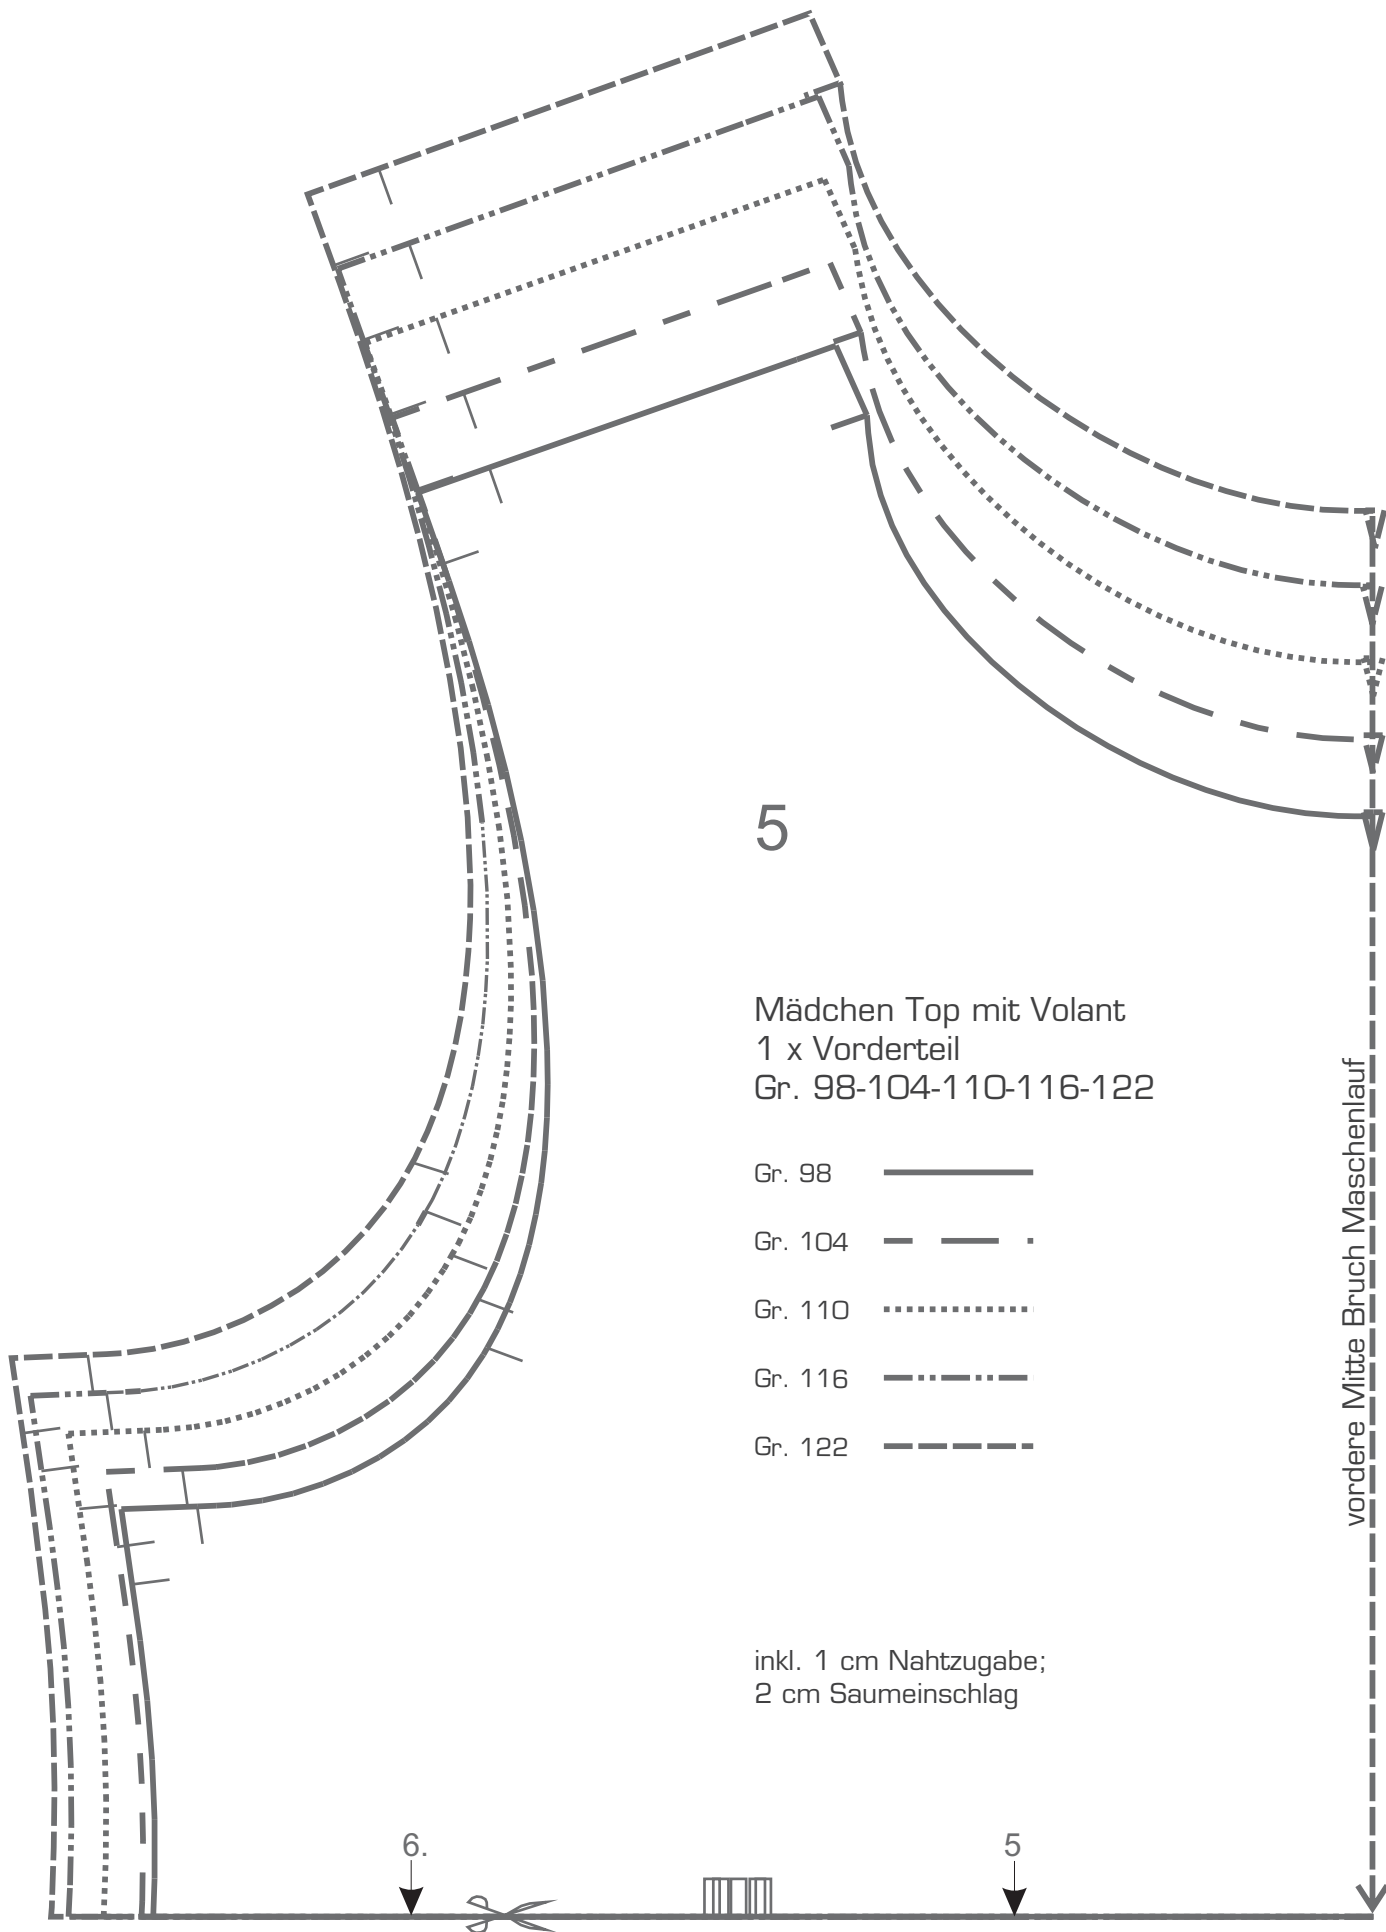 5
Mädchen Top mit Volant
1 x Vorderteil
Gr. 98-104-110-116-122
Gr. 98
Gr. 104
Gr. 110
Gr. 116
Gr. 122
vordere Mitte Bruch Maschenlauf
inkl. 1 cm Nahtzugabe;
2 cm Saumeinschlag
6.
5